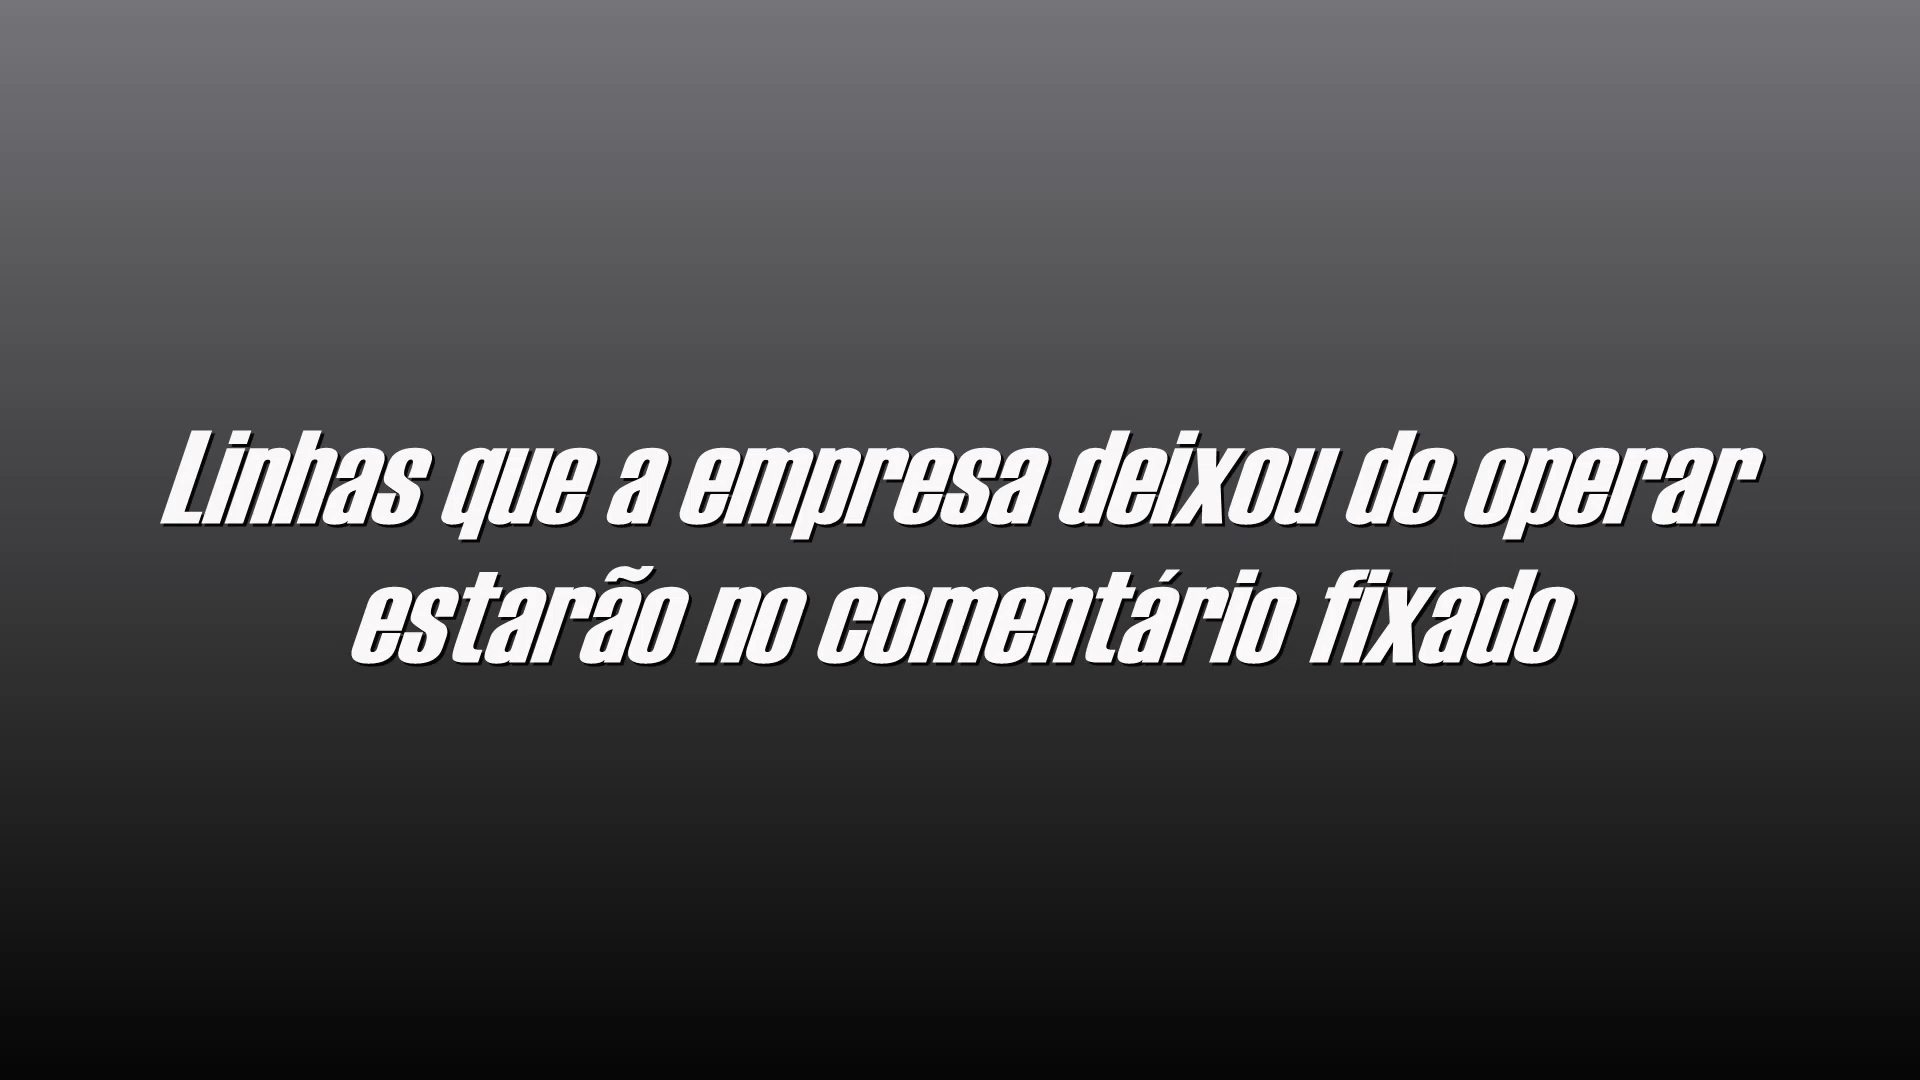 Linhas que a empresa deixou de operar
estarão no comentário fixado